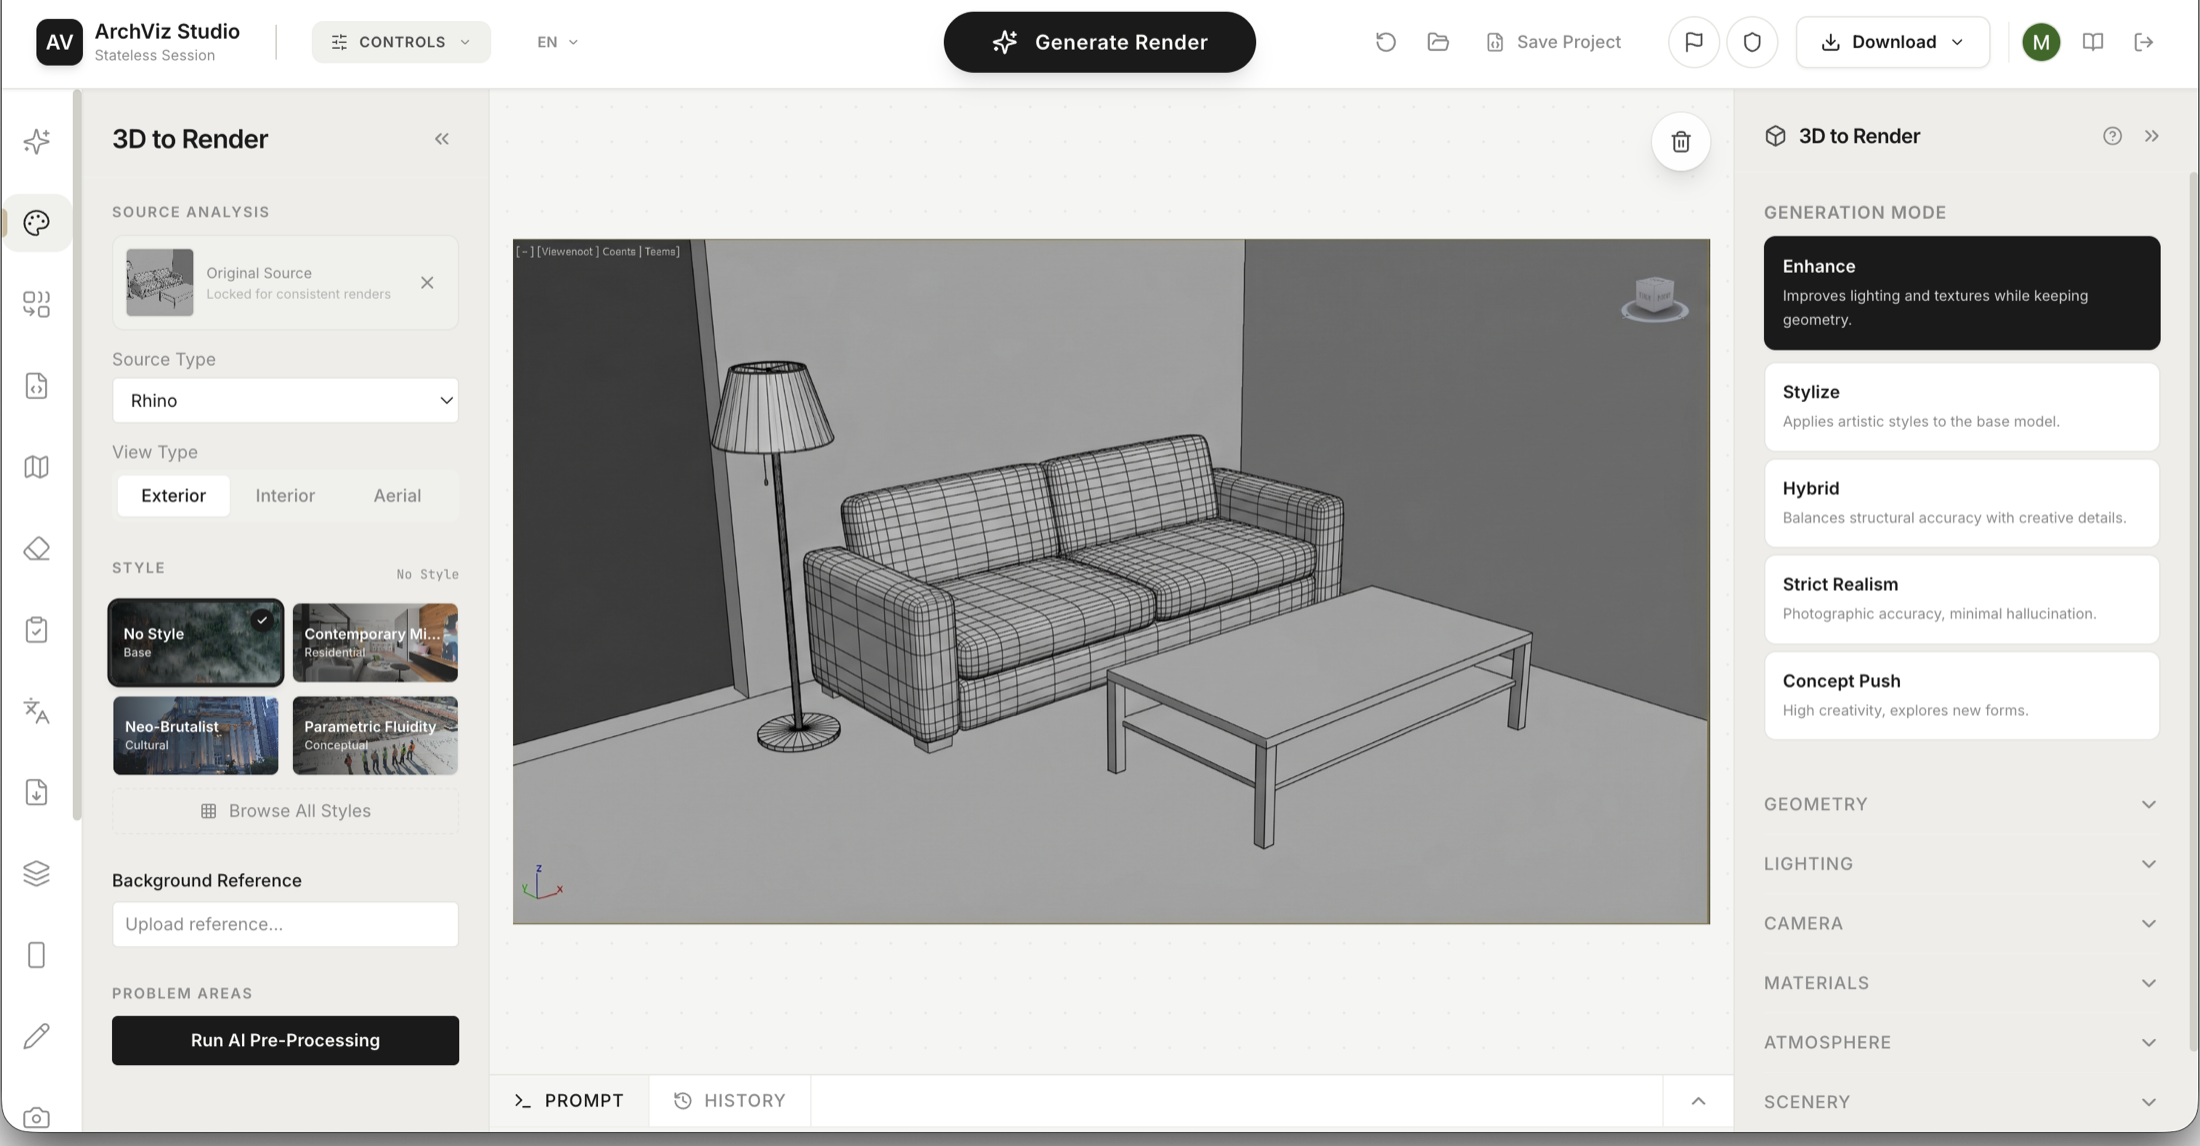 AV
ArchViz Studio
Stateless Session
CONTROLS
EN
Generate Render
Save Project
Download
M
3D to Render
SOURCE ANALYSIS
Original Source
Locked for consistent renders
Source Type
Rhino
View Type
Exterior
Interior
Aerial
STYLE
No Style
No Style
Base
Contemporary Mi...
Residential
Neo-Brutalist
Cultural
Parametric Fluidity
Conceptual
Browse All Styles
Background Reference
Upload reference...
PROBLEM AREAS
Run AI Pre-Processing
[-] [Viewenoot ] Coonts | Teems]
Z
Y
X
PROMPT
HISTORY
3D to Render
GENERATION MODE
Enhance
Improves lighting and textures while keeping
geometry.
Stylize
Applies artistic styles to the base model.
Hybrid
Balances structural accuracy with creative details.
Strict Realism
Photographic accuracy, minimal hallucination.
Concept Push
High creativity, explores new forms.
GEOMETRY
LIGHTING
CAMERA
MATERIALS
ATMOSPHERE
SCENERY